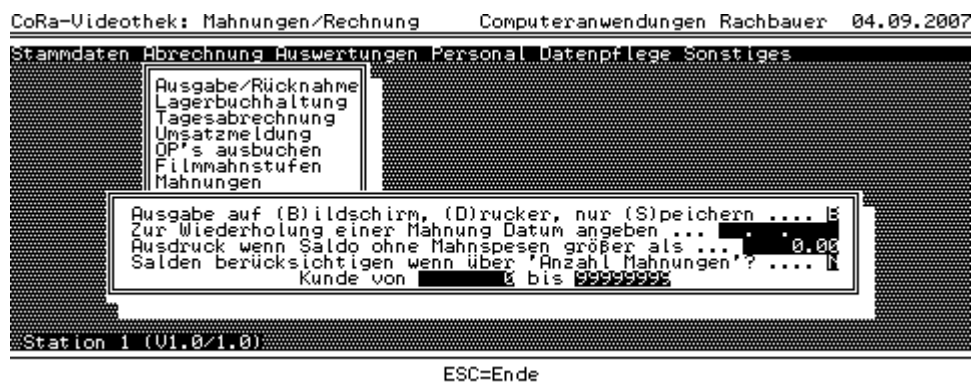 CoRa-Videothek: Mahnungen/Rechnung Computeranwendungen Rachbauer 04.09.2007
Stammdaten Abrechnung Auswertungen Personal Datenpflege Sonstiges
Ausgabe/Rücknahme
Lagerbuchhaltung
Tagesabrechnung
Umsatzmeldung
OP's ausbuchen
Filmmahnstufen
Mahnungen
Ausgabe auf (B)ildschirm, (D)rucker, nur (S)peichern .... B
Zur Wiederholung einer Mahnung Datum angeben ... . .
Ausdruck wenn Saldo ohne Mahnspesen größer als ... 0.00
Salden berücksichtigen wenn über 'Anzahl Mahnungen'? .... N
Kunde von 0 bis 99999999
Station 1 (V1.0/1.0)
ESC=Ende